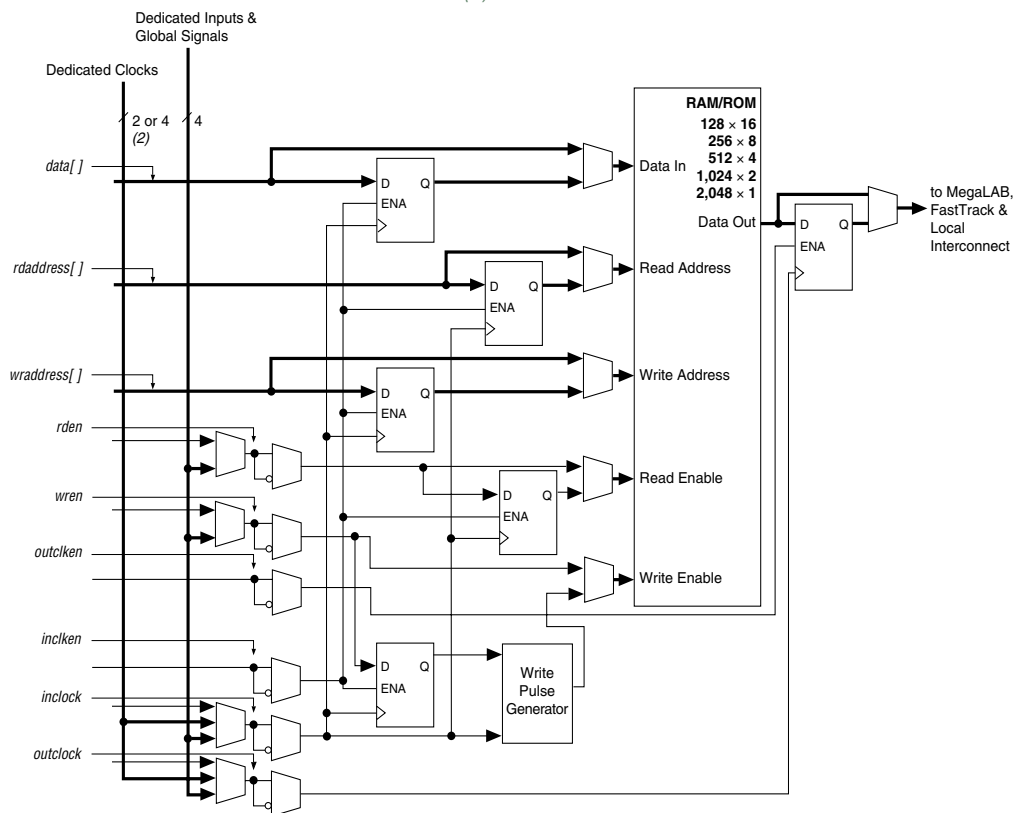 Dedicated Inputs &
Global Signals
Dedicated Clocks
2 or 4
(2)
4
data[ ]
rdaddress[ ]
wraddress[ ]
rden
wren
outclken
inclken
inclock
outclock
D
Q
ENA
D
Q
ENA
D
Q
ENA
D
Q
ENA
D
Q
ENA
Write
Pulse
Generator
RAM/ROM
128 × 16
256 × 8
512 × 4
1,024 × 2
2,048 × 1
Data In
Data Out
Read Address
Write Address
Read Enable
Write Enable
D
Q
ENA
to MegaLAB,
FastTrack &
Local
Interconnect